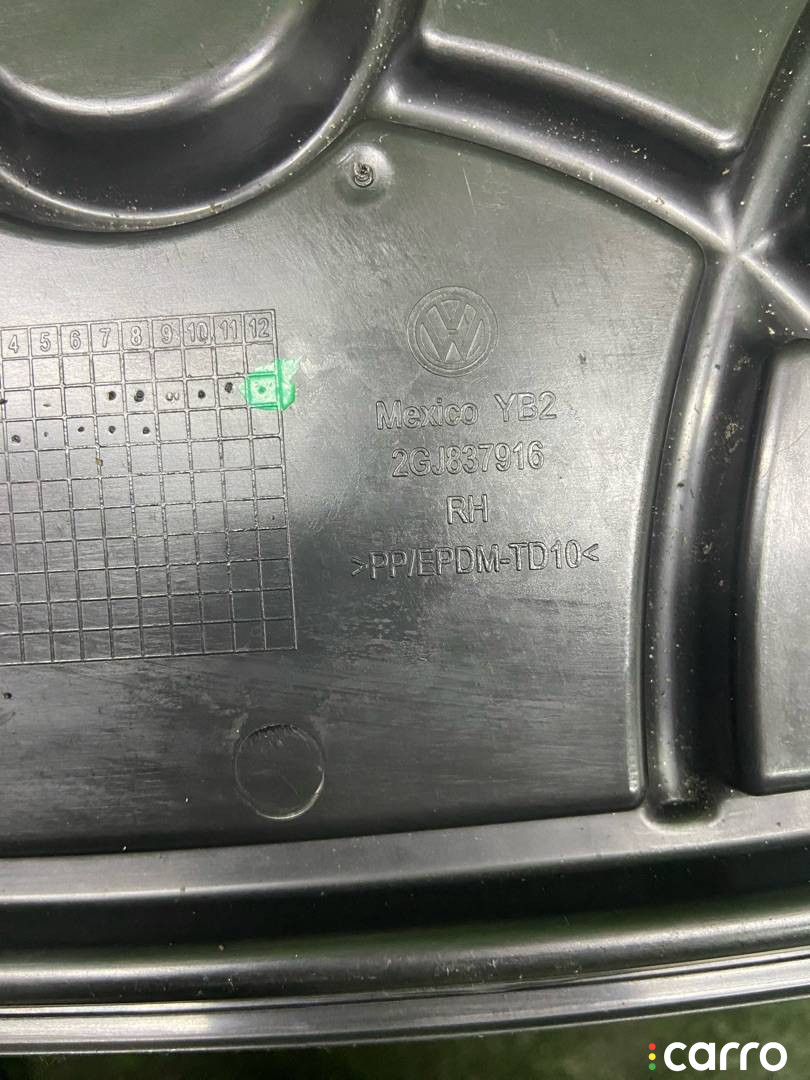 4 5 6 7 8 9 10 11 12
Mexico YB2
2GJ837916
RH
>PP/EPDM-TD10<
carro